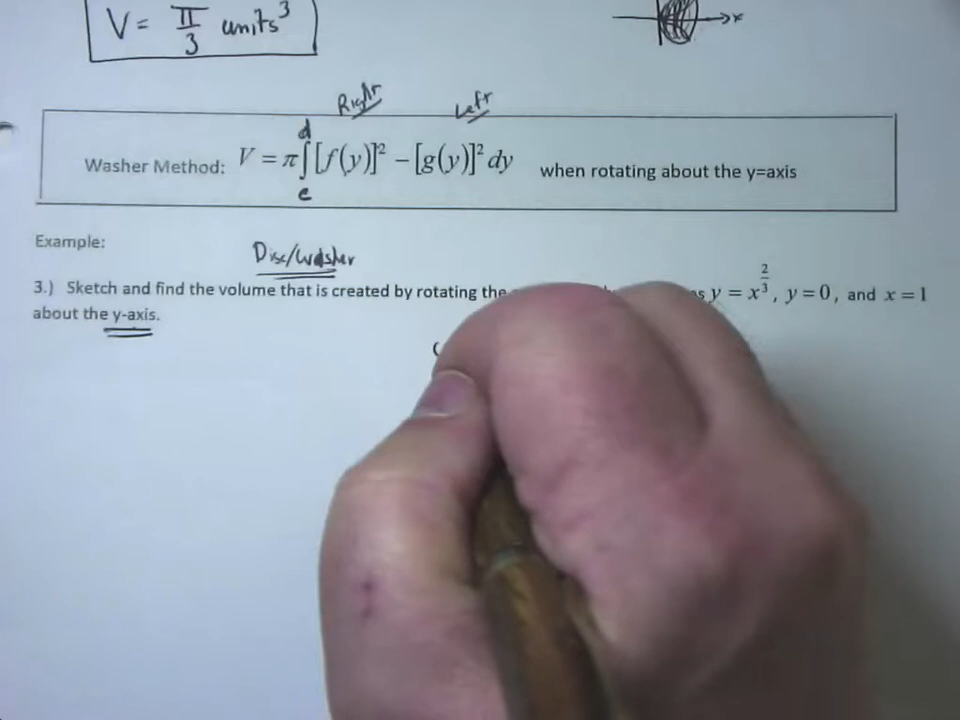 V = π/3 units³
x
Right Left
Washer Method: V = π∫_c^d [f(y)]² − [g(y)]² dy when rotating about the y=axis
Example:
Disc/Washer
3.) Sketch and find the volume that is created by rotating the y = x^(2/3), y = 0, and x = 1
about the y-axis.